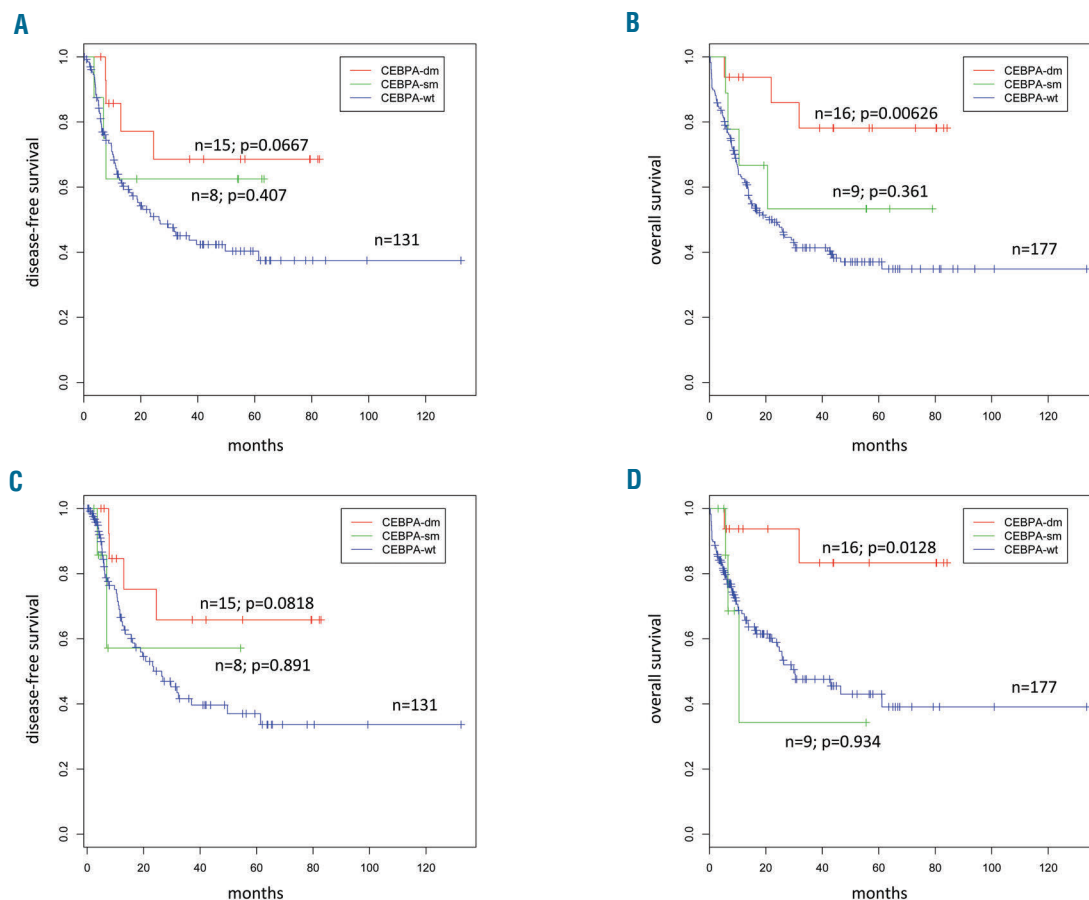 A
1.0
0.8
0.6
0.4
0.2
0.0
disease-free survival
CEBPA-dm
CEBPA-sm
CEBPA-wt
n=15; p=0.0667
n=8; p=0.407
n=131
0 20 40 60 80 100 120
months
B
1.0
0.8
0.6
0.4
0.2
0.0
overall survival
CEBPA-dm
CEBPA-sm
CEBPA-wt
n=16; p=0.00626
n=9; p=0.361
n=177
0 20 40 60 80 100 120
months
C
1.0
0.8
0.6
0.4
0.2
0.0
disease-free survival
CEBPA-dm
CEBPA-sm
CEBPA-wt
n=15; p=0.0818
n=8; p=0.891
n=131
0 20 40 60 80 100 120
months
D
1.0
0.8
0.6
0.4
0.2
0.0
overall survival
CEBPA-dm
CEBPA-sm
CEBPA-wt
n=16; p=0.0128
n=177
n=9; p=0.934
0 20 40 60 80 100 120
months